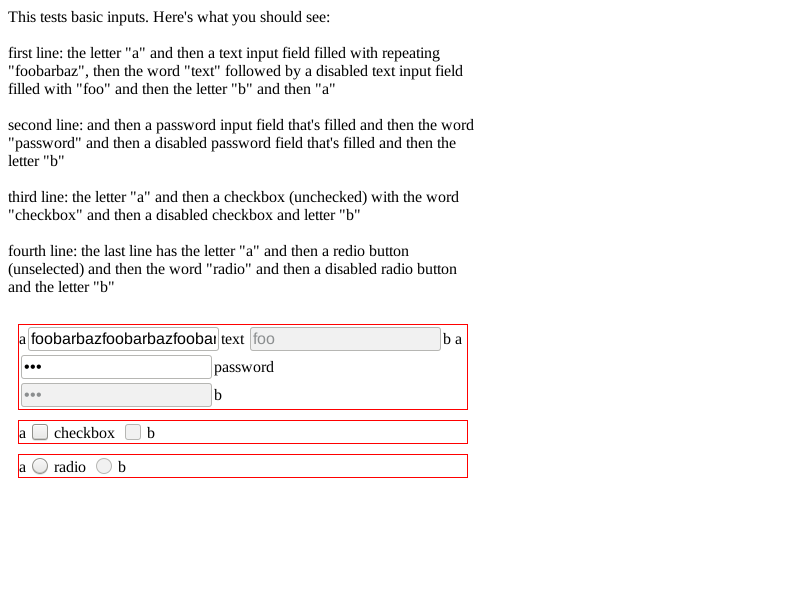 This tests basic inputs. Here's what you should see:
first line: the letter "a" and then a text input field filled with repeating
"foobarbaz", then the word "text" followed by a disabled text input field
filled with "foo" and then the letter "b" and then "a"
second line: and then a password input field that's filled and then the word
"password" and then a disabled password field that's filled and then the
letter "b"
third line: the letter "a" and then a checkbox (unchecked) with the word
"checkbox" and then a disabled checkbox and letter "b"
fourth line: the last line has the letter "a" and then a redio button
(unselected) and then the word "radio" and then a disabled radio button
and the letter "b"
a foobarbazfoobarbazfoobar text foo b a
••• password
••• b
a checkbox b
a radio b